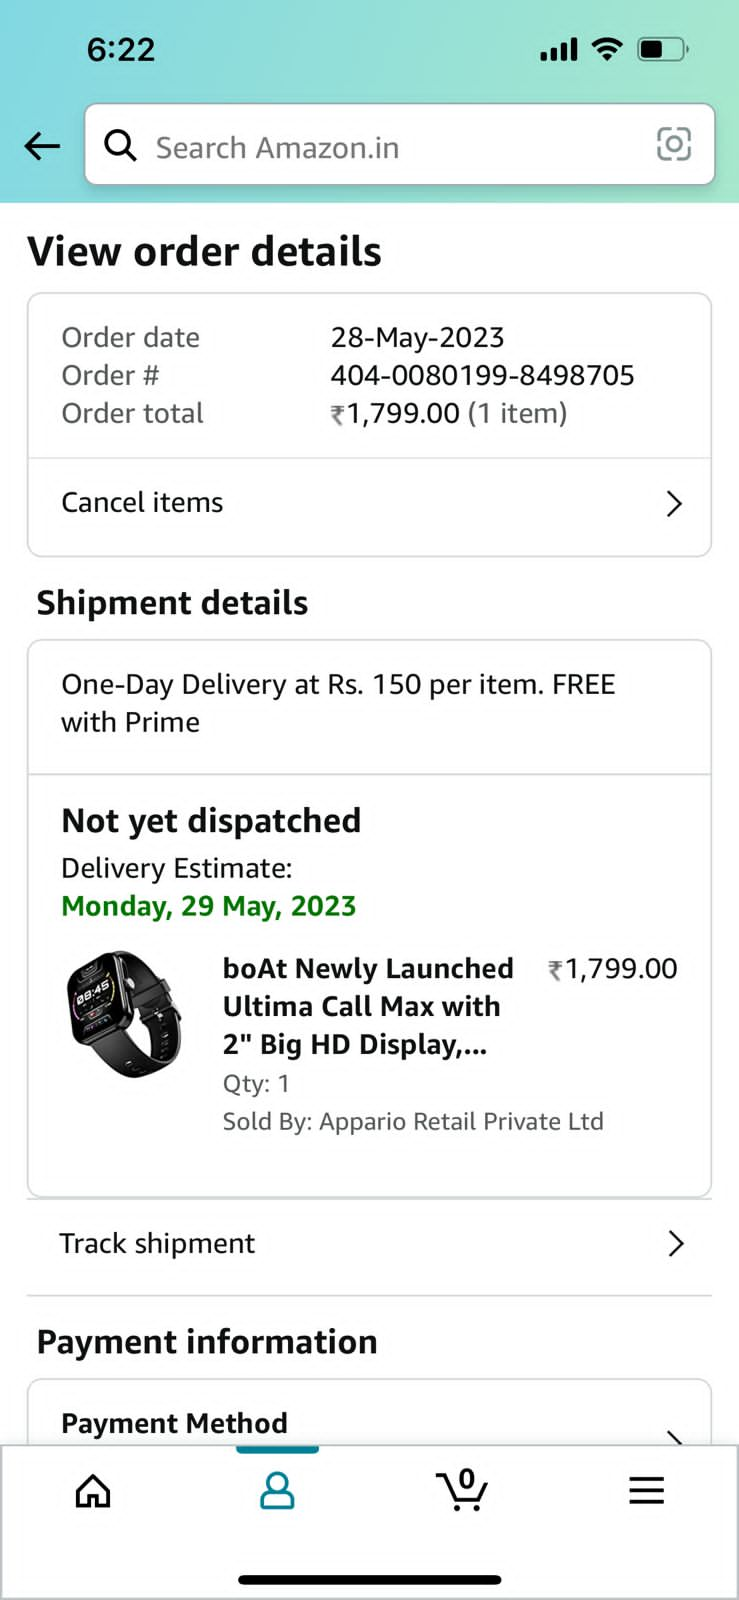 6:22
Search Amazon.in
View order details
Order date 28-May-2023
Order # 404-0080199-8498705
Order total ₹1,799.00 (1 item)
Cancel items
Shipment details
One-Day Delivery at Rs. 150 per item. FREE
with Prime
Not yet dispatched
Delivery Estimate:
Monday, 29 May, 2023
08:45
boAt Newly Launched ₹1,799.00
Ultima Call Max with
2" Big HD Display,...
Qty: 1
Sold By: Appario Retail Private Ltd
Track shipment
Payment information
Payment Method
0